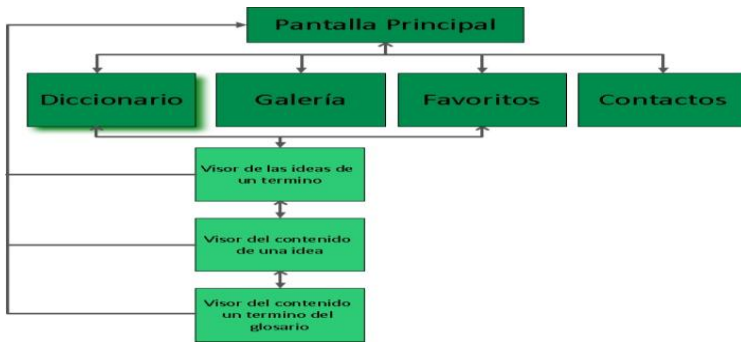 Pantalla Principal
Diccionario
Galería
Favoritos
Contactos
Visor de las ideas de
un termino
Visor del contenido
de una idea
Visor del contenido
un termino del
glosario